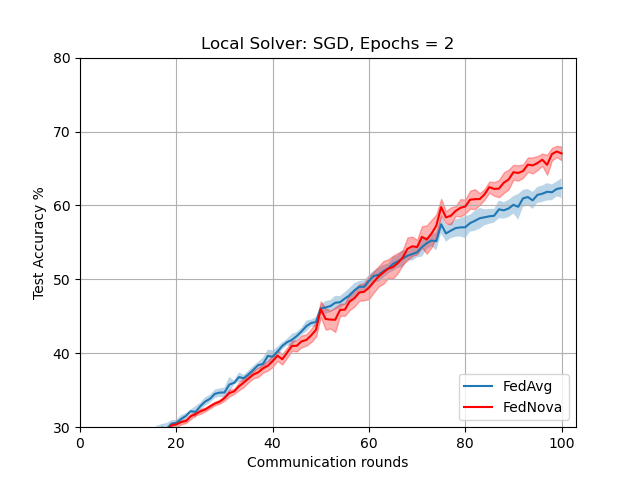 Local Solver: SGD, Epochs = 2
80
70
60
50
40
30
Test Accuracy %
0
20
40
60
80
100
Communication rounds
FedAvg
FedNova